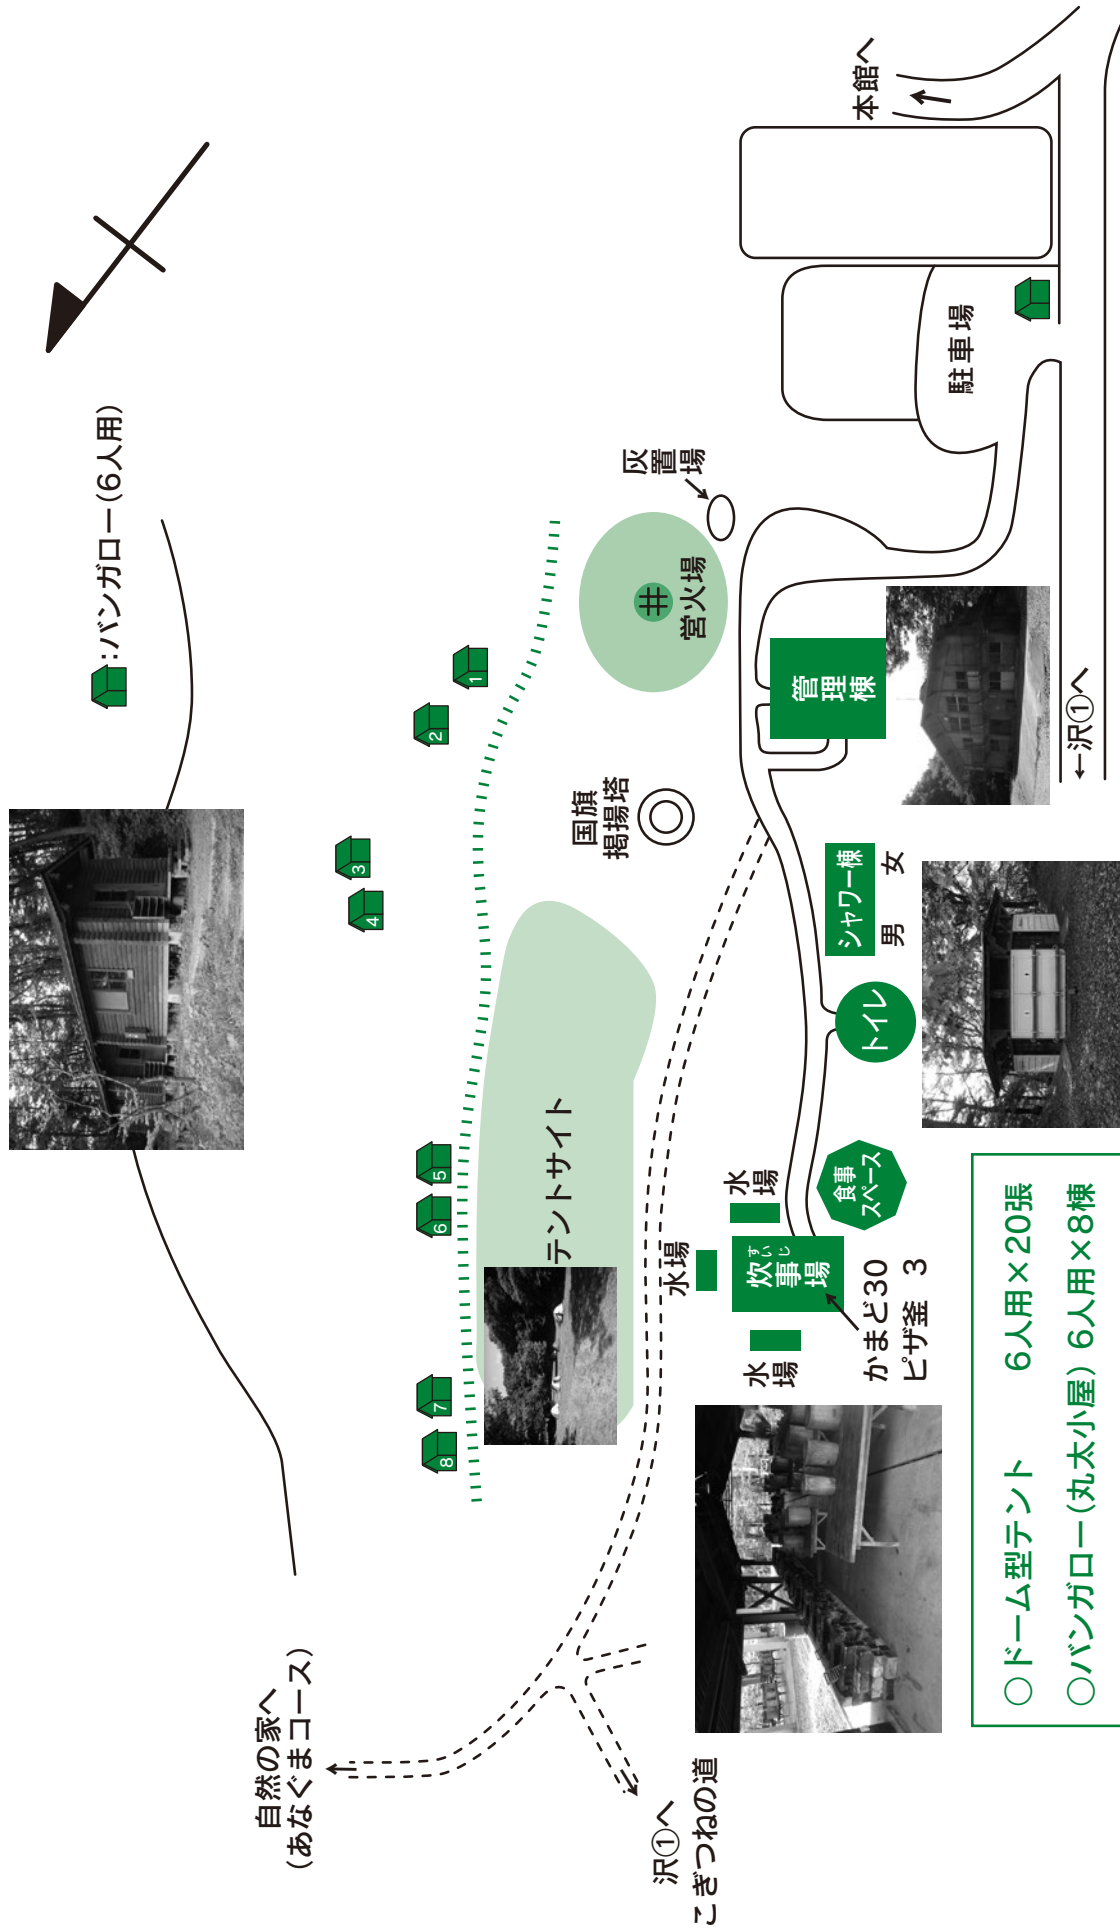 自然の家へ
(あなぐまコース)
沢①へ
こぎつねの道
:バンガロー(6人用)
8
7
6
5
4
3
2
1
テントサイト
国旗
掲揚塔
営火場
灰置場
水場
水場
水場
すいじ
炊事場
かまど30
ピザ釜 3
食事
スペース
トイレ
シャワー棟
男 女
管理棟
←沢①へ
駐車場
本館へ
○ドーム型テント 6人用×20張
○バンガロー(丸太小屋) 6人用×8棟